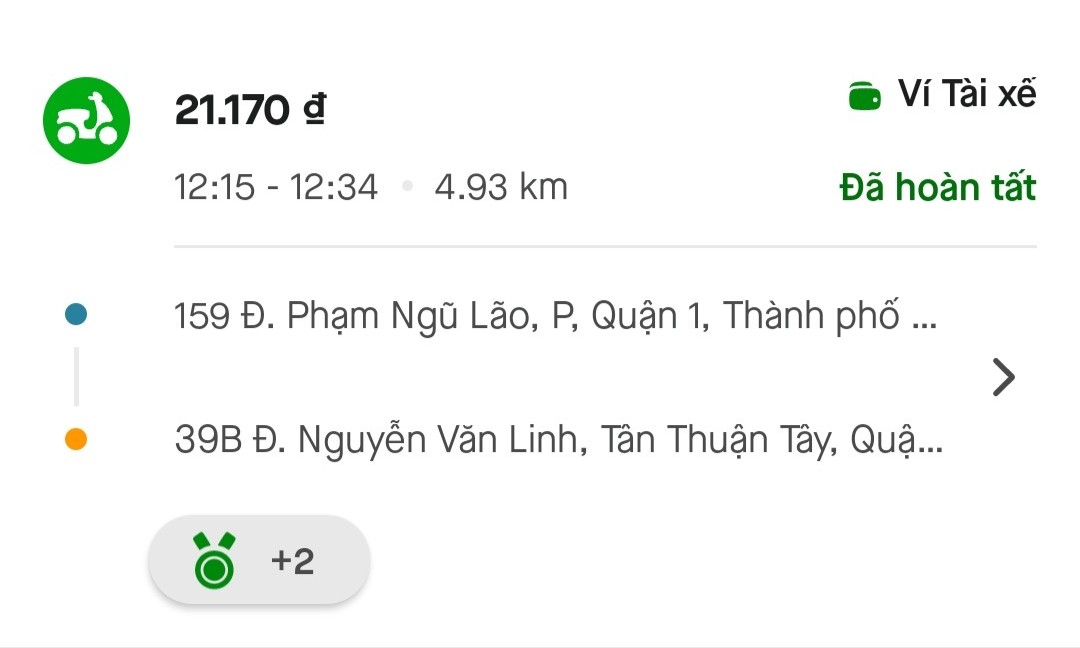 21.170 ₫
Ví Tài xế
12:15 - 12:34 • 4.93 km
Đã hoàn tất
159 Đ. Phạm Ngũ Lão, P, Quận 1, Thành phố ...
39B Đ. Nguyễn Văn Linh, Tân Thuận Tây, Quậ...
+2